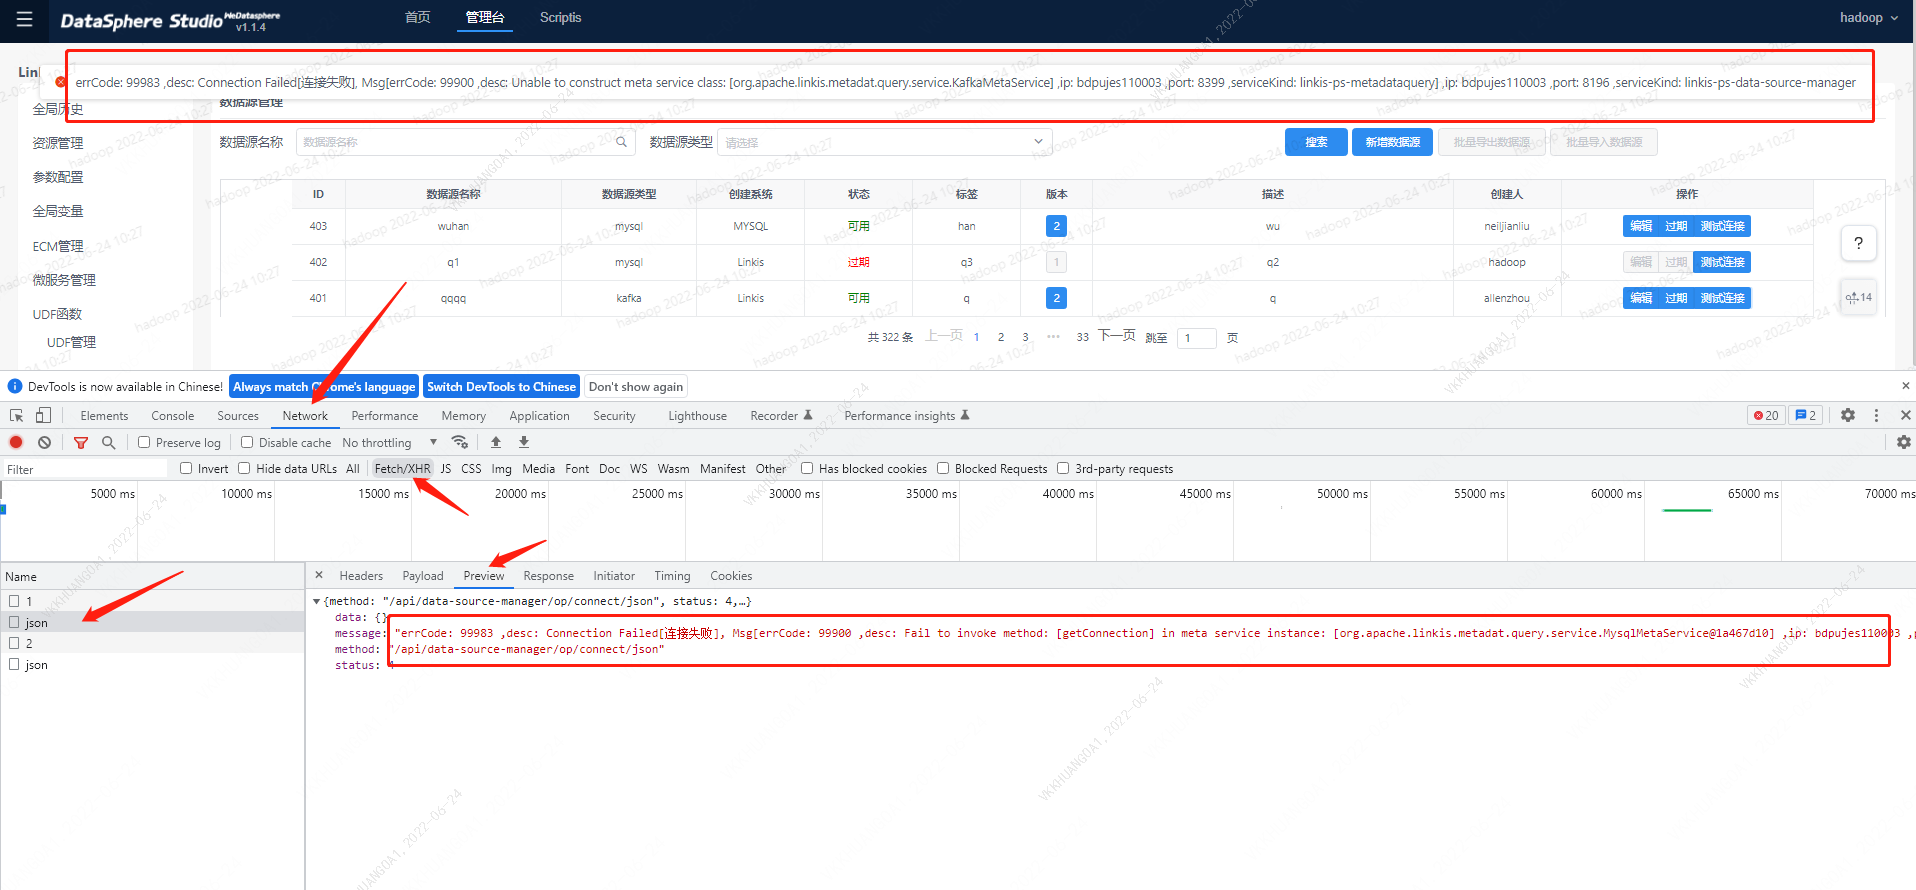 DataSphere Studio WeDatasphere v1.1.4
首页 管理台 Scriptis
hadoop
errCode: 99983 ,desc: Connection Failed[连接失败], Msg[errCode: 99900 ,desc: Unable to construct meta service class: [org.apache.linkis.metadat.query.service.KafkaMetaService] ,ip: bdpujes110003 ,port: 8399 ,serviceKind: linkis-ps-metadataquery] ,ip: bdpujes110003 ,port: 8196 ,serviceKind: linkis-ps-data-source-manager
全局历史
资源管理
参数配置
全局变量
ECM管理
微服务管理
UDF函数
UDF管理
数据源管理
数据源名称 数据源名称 数据源类型 请选择 搜索 新增数据源 批量导出数据源 批量导入数据源
ID 数据源名称 数据源类型 创建系统 状态 标签 版本 描述 创建人 操作
403 wuhan mysql MYSQL 可用 han 2 wu neiljianliu 编辑 过期 测试连接
402 q1 mysql Linkis 过期 q3 1 q2 hadoop 编辑 过期 测试连接
401 qqqq kafka Linkis 可用 q 2 q allenzhou 编辑 过期 测试连接
共 322 条 上一页 1 2 3 ••• 33 下一页 跳至 1 页
?
14
DevTools is now available in Chinese! Always match Chrome's language Switch DevTools to Chinese Don't show again
Elements Console Sources Network Performance Memory Application Security Lighthouse Recorder Performance insights 20 2
Preserve log Disable cache No throttling
Filter Invert Hide data URLs All Fetch/XHR JS CSS Img Media Font Doc WS Wasm Manifest Other Has blocked cookies Blocked Requests 3rd-party requests
5000 ms 10000 ms 15000 ms 20000 ms 25000 ms 30000 ms 35000 ms 40000 ms 45000 ms 50000 ms 55000 ms 60000 ms 65000 ms 70000 ms
Name
1
json
2
json
Headers Payload Preview Response Initiator Timing Cookies
{method: "/api/data-source-manager/op/connect/json", status: 4,…}
data: {}
message: "errCode: 99983 ,desc: Connection Failed[连接失败], Msg[errCode: 99900 ,desc: Fail to invoke method: [getConnection] in meta service instance: [org.apache.linkis.metadat.query.service.MysqlMetaService@1a467d10] ,ip: bdpujes110003 ,
method: "/api/data-source-manager/op/connect/json"
status: 4
hadoop 2022-06-24 10:27
VKKHUANGOA1,2022-06-24